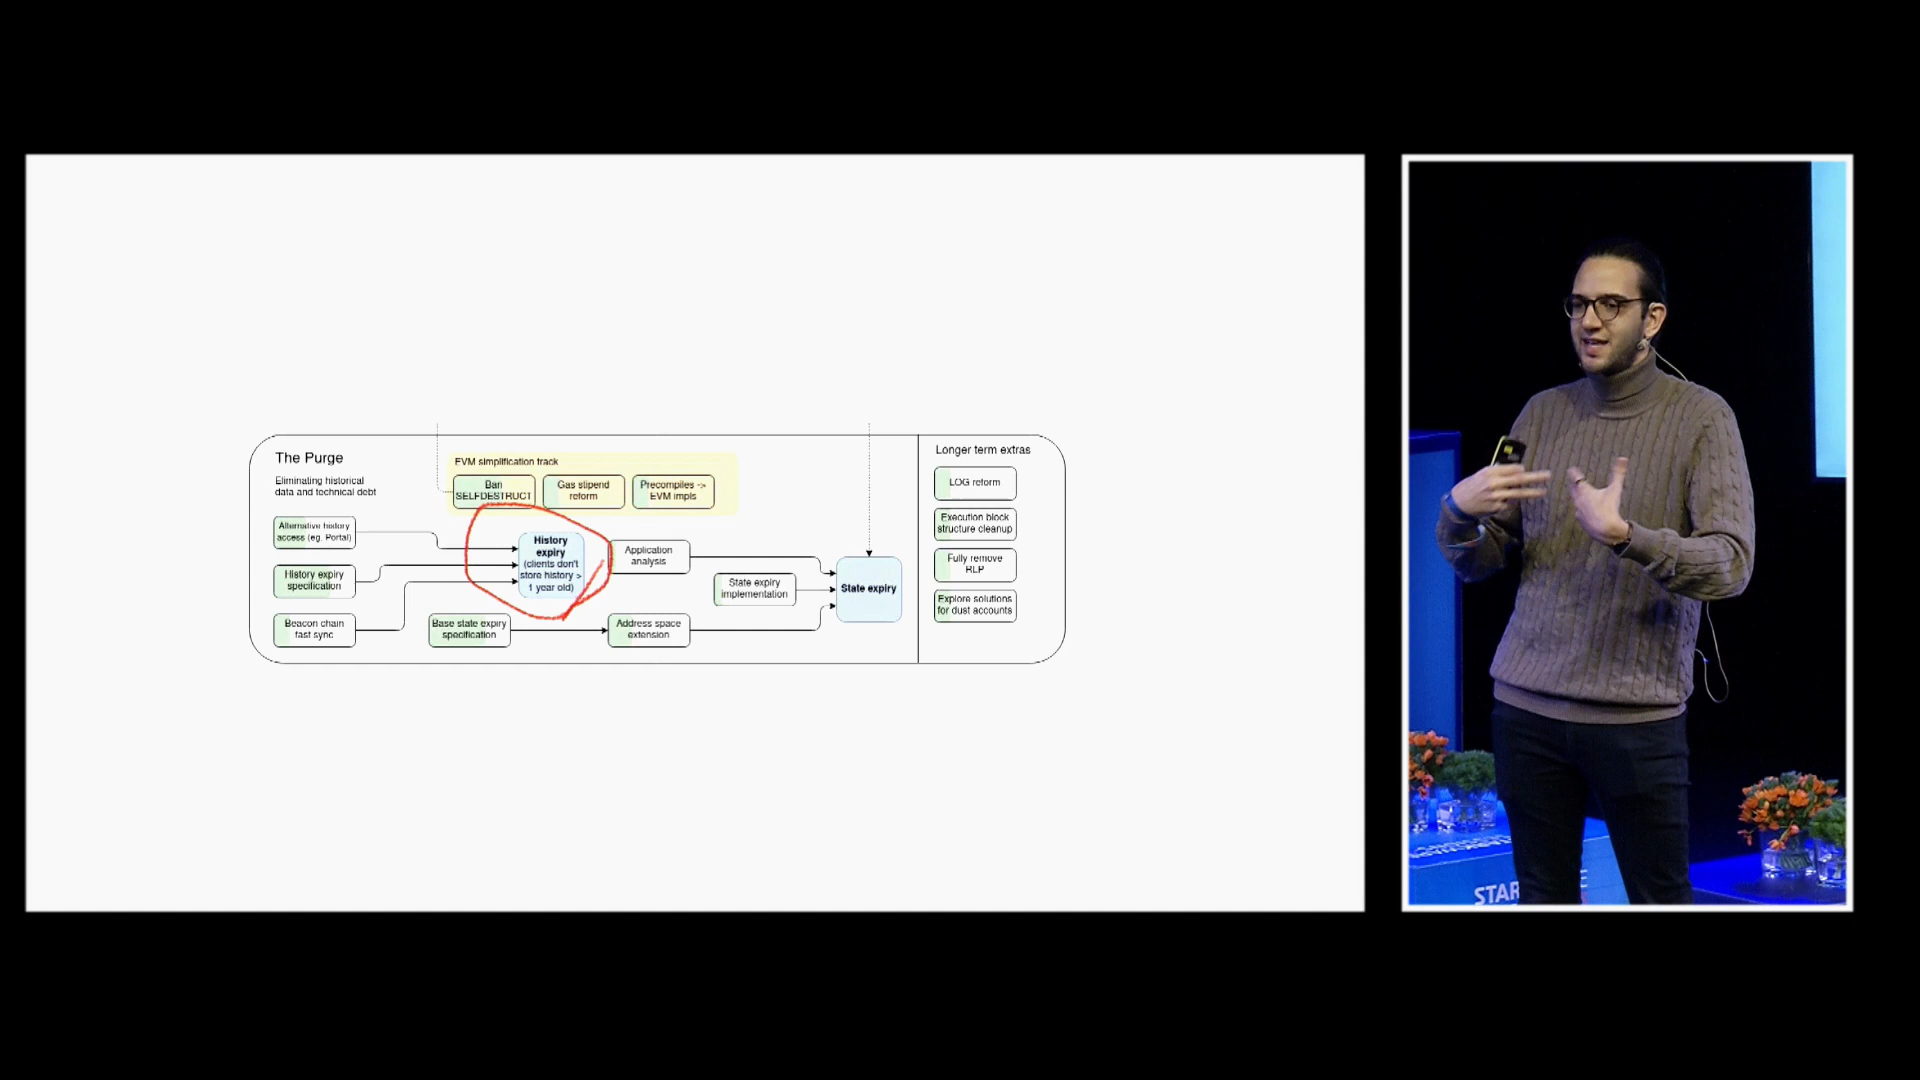 The Purge
Eliminating historical
data and technical debt
EVM simplification track
Ban
SELFDESTRUCT
Gas stipend
reform
Precompiles ->
EVM impls
Alternative history
access (eg. Portal)
History expiry
specification
Beacon chain
fast sync
History
expiry
(clients don't
store history >
1 year old)
Base state expiry
specification
Application
analysis
Address space
extension
State expiry
implementation
State expiry
Longer term extras
LOG reform
Execution block
structure cleanup
Fully remove
RLP
Explore solutions
for dust accounts